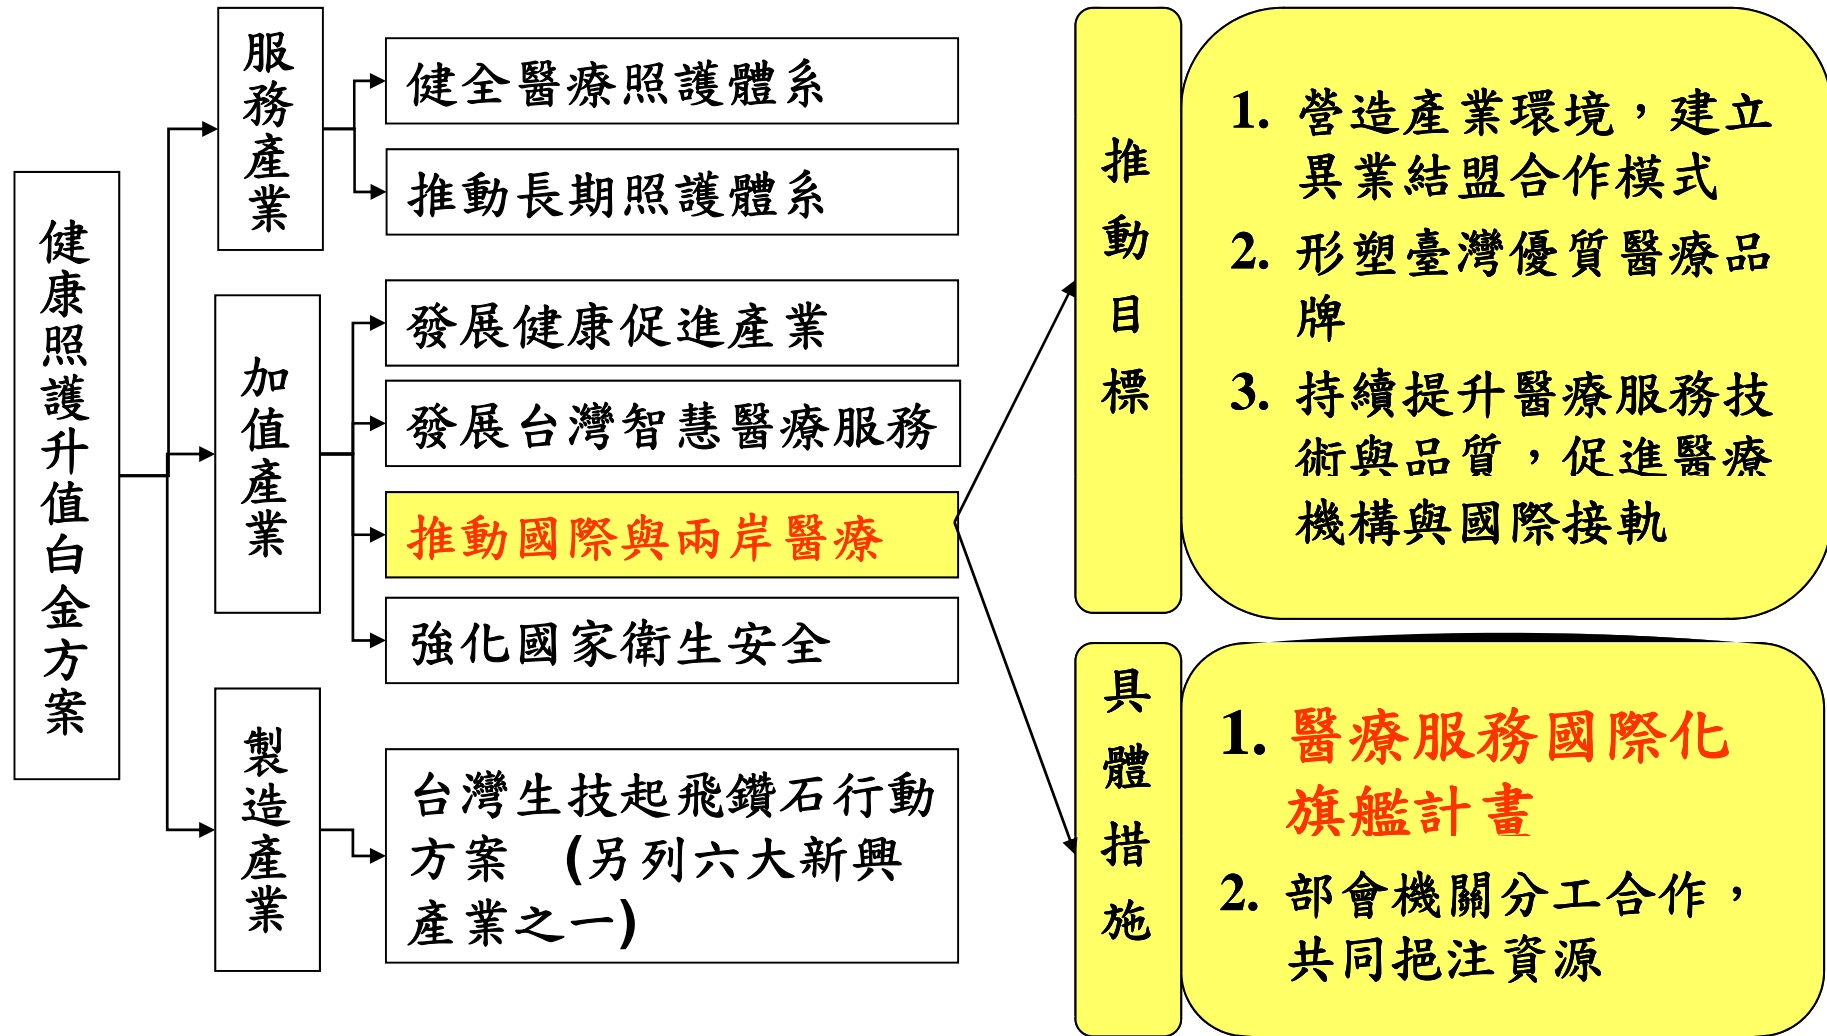 健康照護升值白金方案
服務產業
健全醫療照護體系
推動長期照護體系
加值產業
發展健康促進產業
發展台灣智慧醫療服務
推動國際與兩岸醫療
強化國家衛生安全
製造產業
台灣生技起飛鑽石行動
方案 (另列六大新興
產業之一)
推動目標
1. 營造產業環境，建立
異業結盟合作模式
2. 形塑臺灣優質醫療品
牌
3. 持續提升醫療服務技
術與品質，促進醫療
機構與國際接軌
具體措施
1. 醫療服務國際化
旗艦計畫
2. 部會機關分工合作，
共同挹注資源